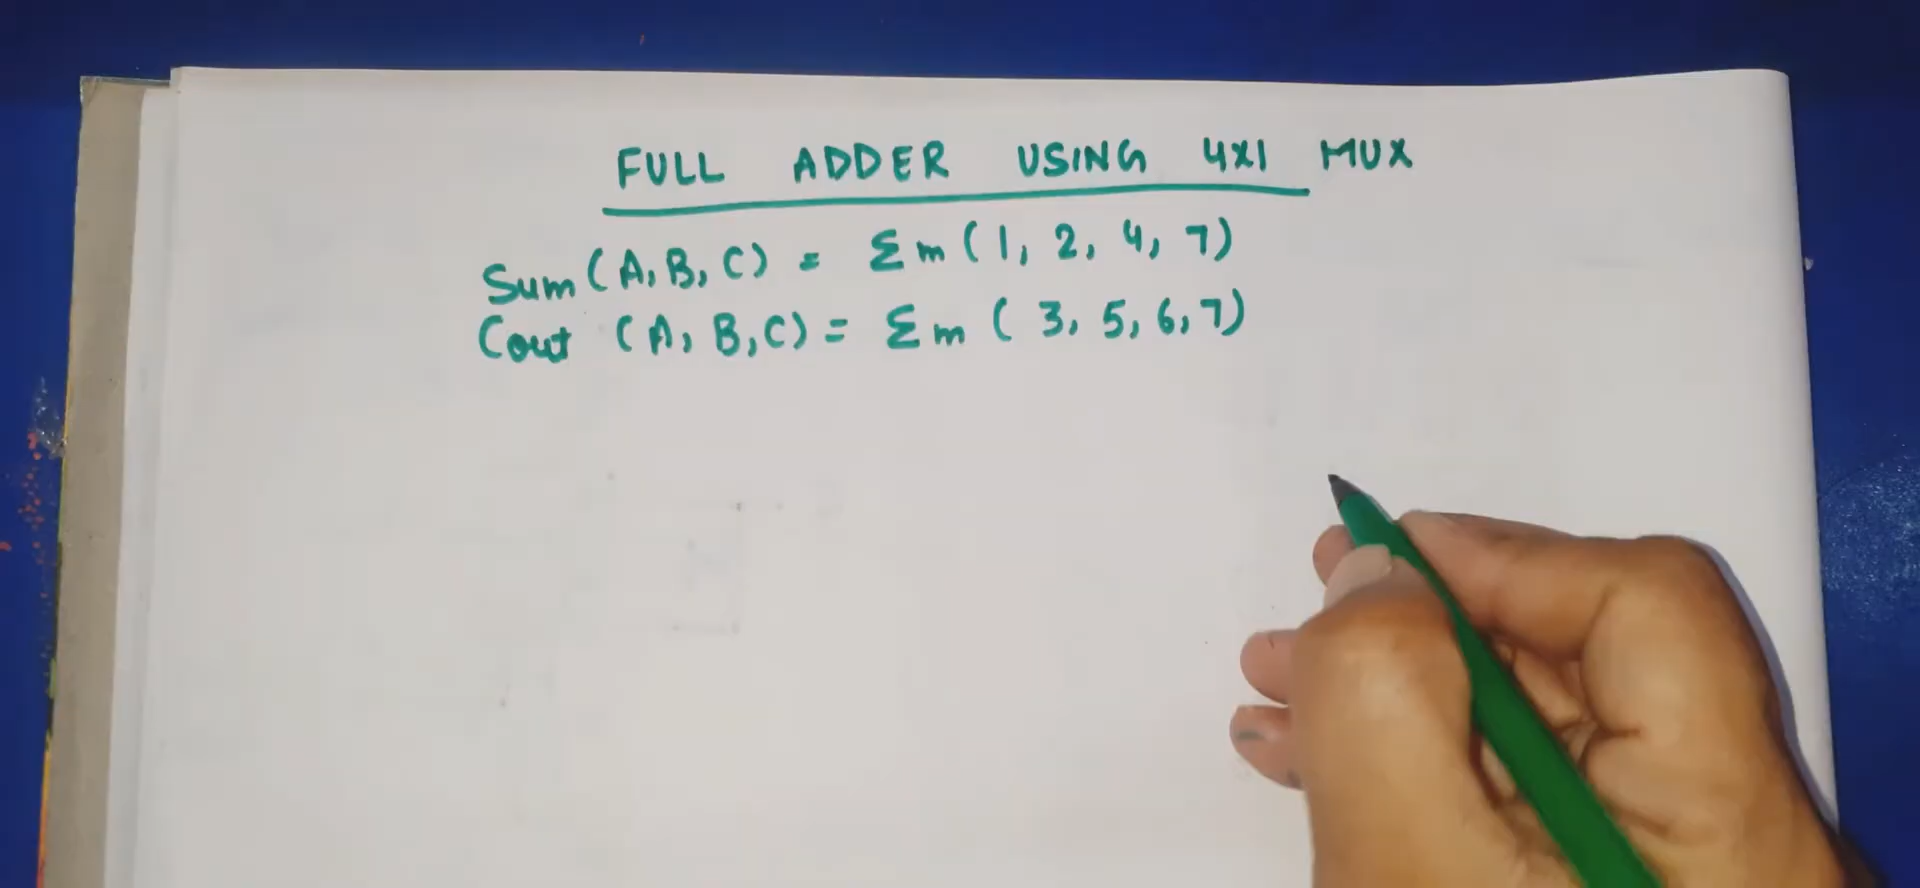 FULL ADDER USING 4X1 MUX
Sum (A, B, C) = Σm (1, 2, 4, 7)
Cout (A, B, C) = Σm (3, 5, 6, 7)